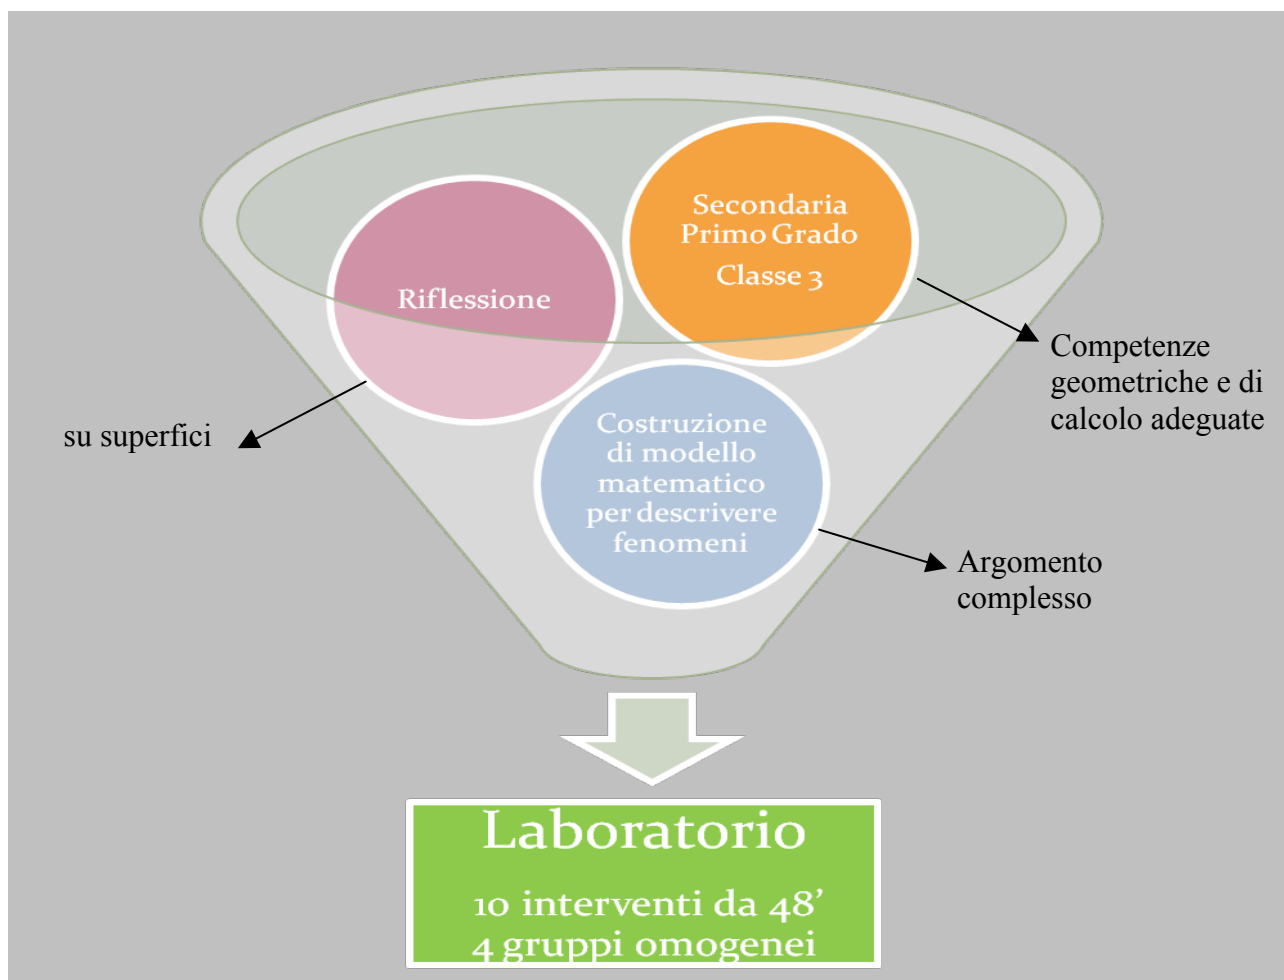 Secondaria
Primo Grado
Classe 3
Riflessione
Competenze
geometriche e di
calcolo adeguate
su superfici
Costruzione
di modello
matematico
per descrivere
fenomeni
Argomento
complesso
Laboratorio
10 interventi da 48’
4 gruppi omogenei